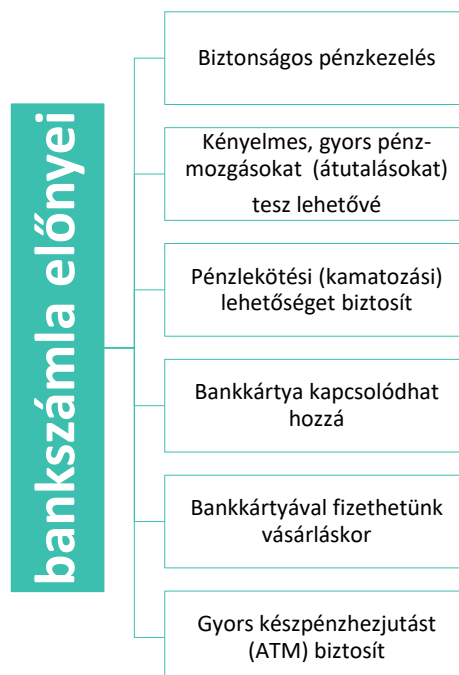 bankszámla előnyei
Biztonságos pénzkezelés
Kényelmes, gyors pénz-
mozgásokat (átutalásokat)
tesz lehetővé
Pénzlekötési (kamatozási)
lehetőséget biztosít
Bankkártya kapcsolódhat
hozzá
Bankkártyával fizethetünk
vásárláskor
Gyors készpénzhezjutást
(ATM) biztosít